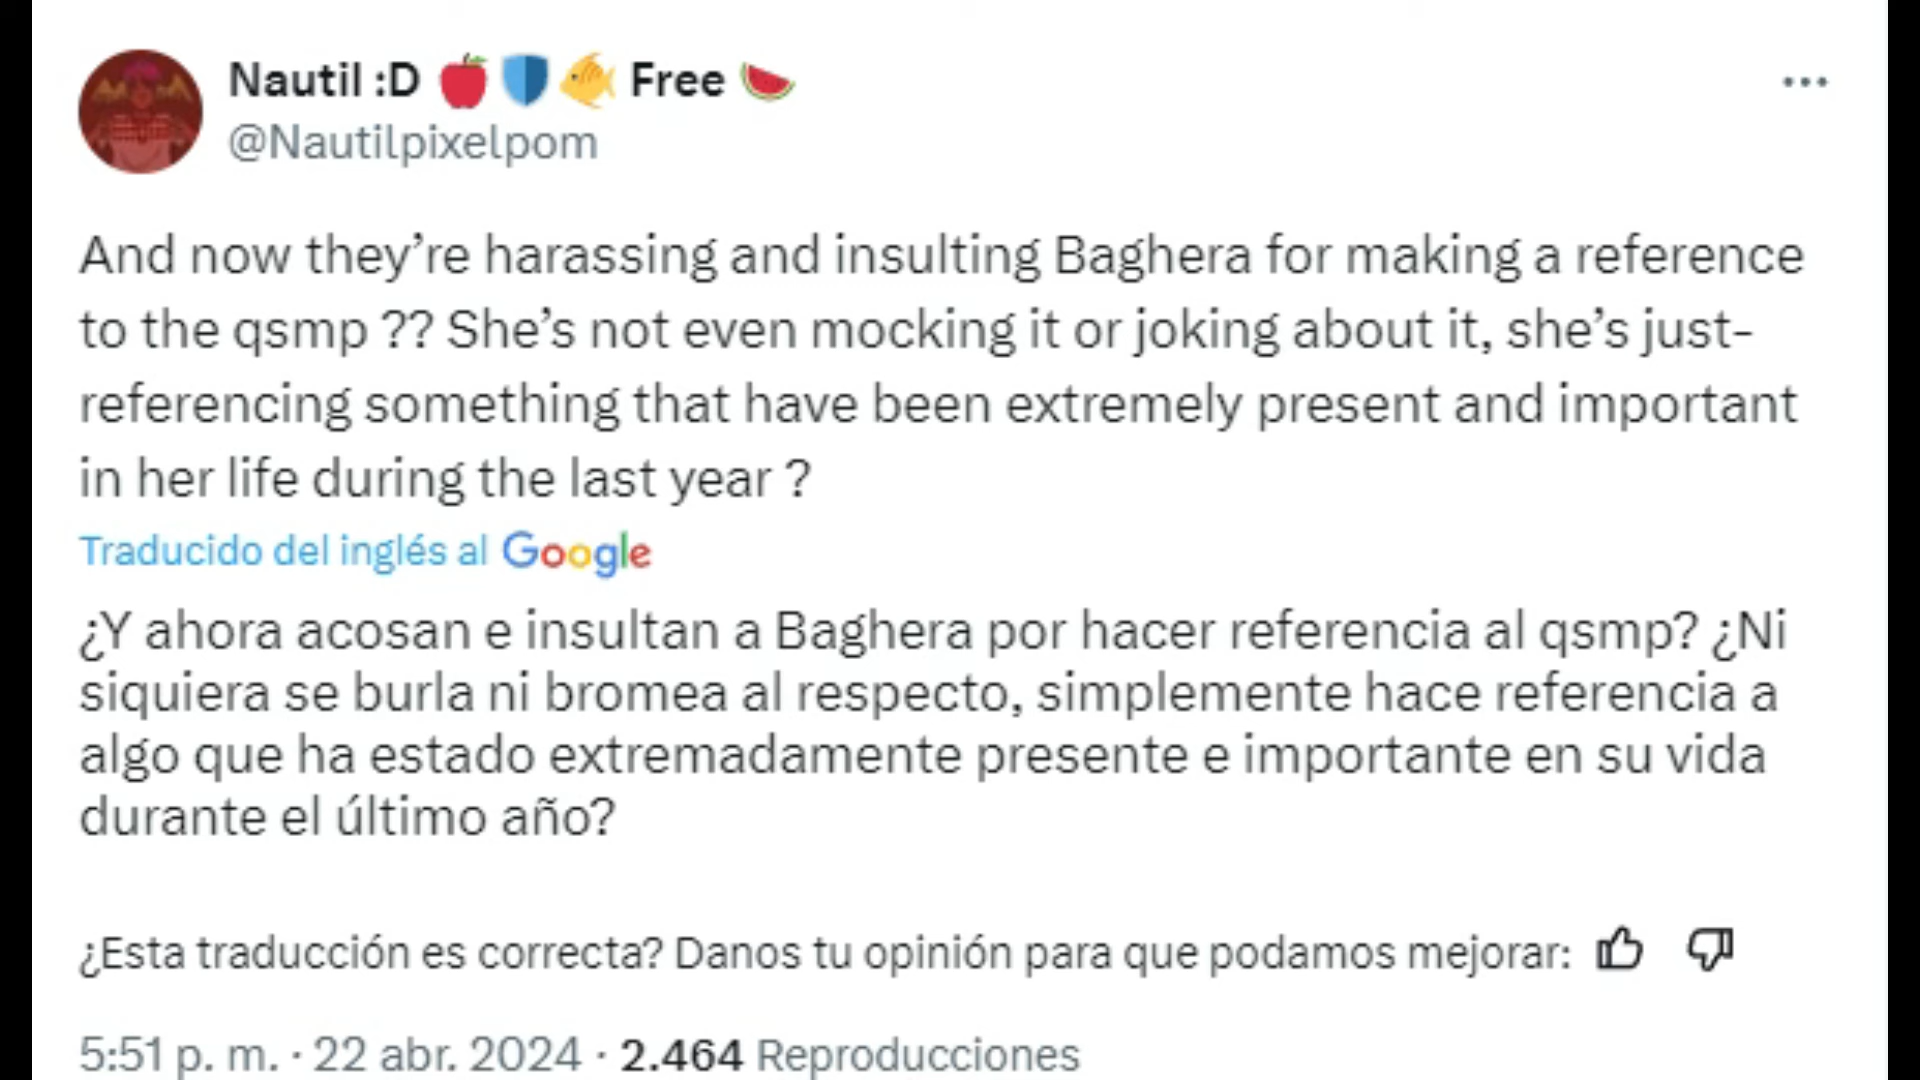 Nautil :D 🍎🛡️🐠 Free 🍉
@Nautilpixelpom
And now they’re harassing and insulting Baghera for making a reference
to the qsmp ?? She’s not even mocking it or joking about it, she’s just-
referencing something that have been extremely present and important
in her life during the last year ?
Traducido del inglés al Google
¿Y ahora acosan e insultan a Baghera por hacer referencia al qsmp? ¿Ni
siquiera se burla ni bromea al respecto, simplemente hace referencia a
algo que ha estado extremadamente presente e importante en su vida
durante el último año?
¿Esta traducción es correcta? Danos tu opinión para que podamos mejorar:
5:51 p. m. · 22 abr. 2024 · 2.464 Reproducciones